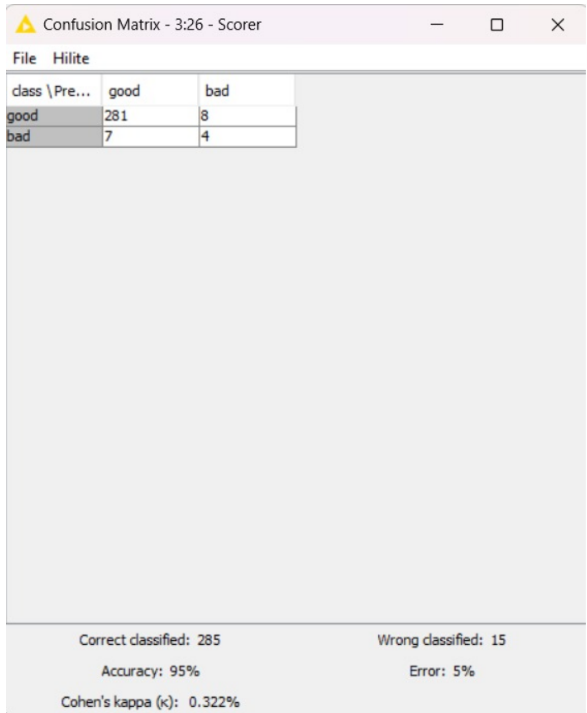 Confusion Matrix - 3:26 - Scorer
File Hilite
class \Pre... good bad
good 281 8
bad 7 4
Correct classified: 285 Wrong classified: 15
Accuracy: 95% Error: 5%
Cohen's kappa (κ): 0.322%